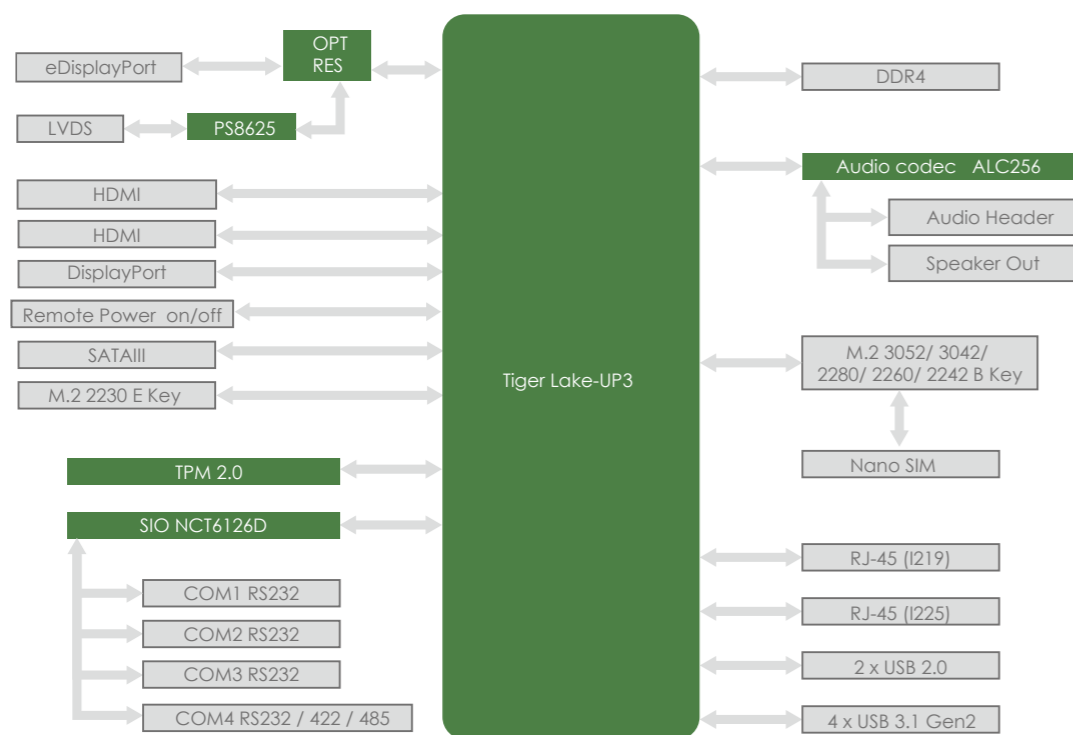 eDisplayPort
OPT
RES
LVDS
PS8625
HDMI
HDMI
DisplayPort
Remote Power on/off
SATAIII
M.2 2230 E Key
TPM 2.0
SIO NCT6126D
COM1 RS232
COM2 RS232
COM3 RS232
COM4 RS232 / 422 / 485
Tiger Lake-UP3
DDR4
Audio codec ALC256
Audio Header
Speaker Out
M.2 3052/ 3042/
2280/ 2260/ 2242 B Key
Nano SIM
RJ-45 (I219)
RJ-45 (I225)
2 x USB 2.0
4 x USB 3.1 Gen2